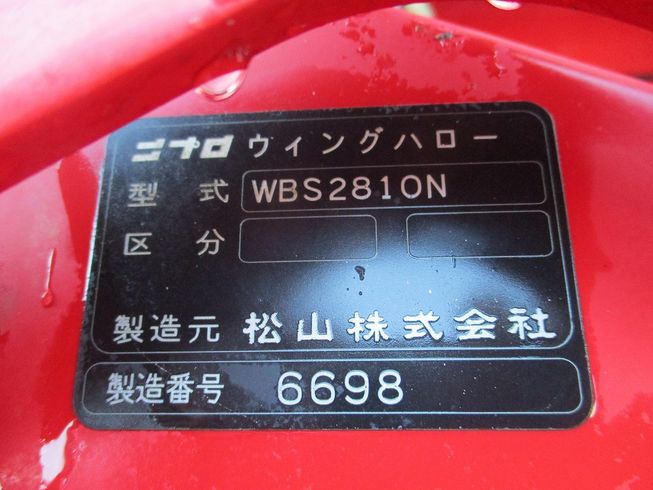 ニプロ ウィングハロー
型式 WBS2810N
区分
製造元 松山株式会社
製造番号 6698